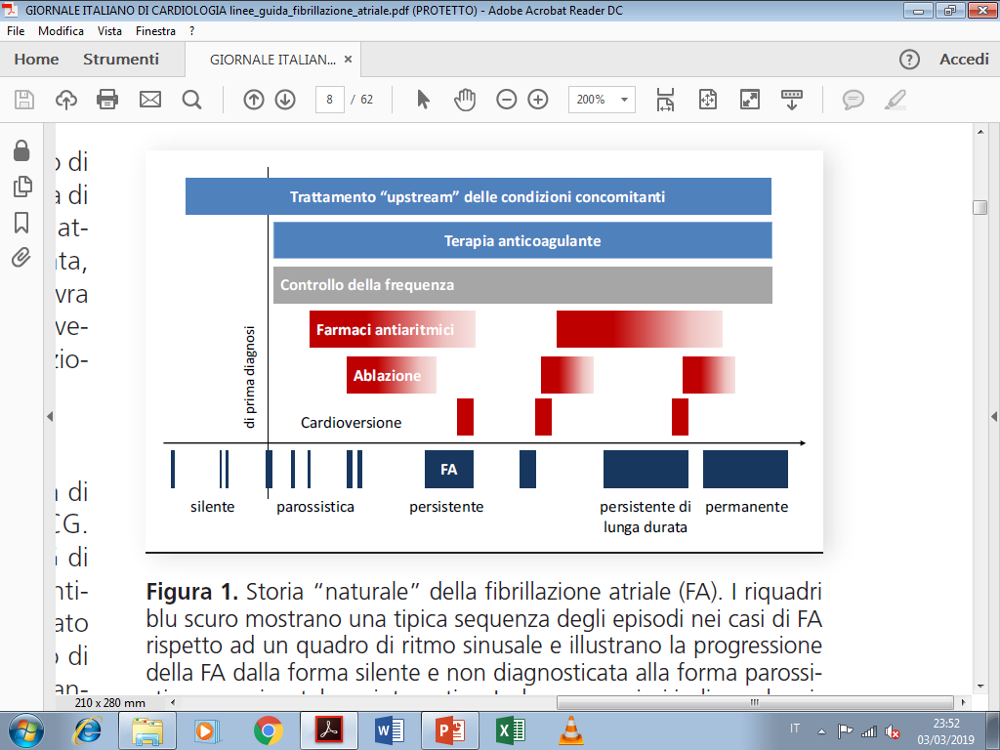 GIORNALE ITALIANO DI CARDIOLOGIA linee_guida_fibrillazione_atriale.pdf (PROTETTO) - Adobe Acrobat Reader DC
File Modifica Vista Finestra ?
Home Strumenti GIORNALE ITALIAN... × ? Accedi
8 / 62 200%
o di
a di
at-
ta,
vra
ve-
zio-
n di
CG.
di
nti-
ato
o di
an-
Trattamento “upstream” delle condizioni concomitanti
Terapia anticoagulante
Controllo della frequenza
di prima diagnosi
Farmaci antiaritmici
Ablazione
Cardioversione
FA
silente parossistica persistente persistente di permanente
lunga durata
Figura 1. Storia “naturale” della fibrillazione atriale (FA). I riquadri
blu scuro mostrano una tipica sequenza degli episodi nei casi di FA
rispetto ad un quadro di ritmo sinusale e illustrano la progressione
della FA dalla forma silente e non diagnosticata alla forma parossi-
210 x 280 mm
IT 23:52
03/03/2019